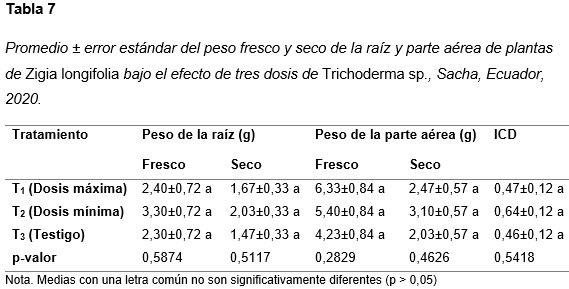 Tabla 7
Promedio ± error estándar del peso fresco y seco de la raíz y parte aérea de plantas
de Zigia longifolia bajo el efecto de tres dosis de Trichoderma sp., Sacha, Ecuador,
2020.
Tratamiento Peso de la raíz (g) Peso de la parte aérea (g) ICD
Fresco Seco Fresco Seco
T₁ (Dosis máxima) 2,40±0,72 a 1,67±0,33 a 6,33±0,84 a 2,47±0,57 a 0,47±0,12 a
T₂ (Dosis mínima) 3,30±0,72 a 2,03±0,33 a 5,40±0,84 a 3,10±0,57 a 0,64±0,12 a
T₃ (Testigo) 2,30±0,72 a 1,47±0,33 a 4,23±0,84 a 2,03±0,57 a 0,46±0,12 a
p-valor 0,5874 0,5117 0,2829 0,4626 0,5418
Nota. Medias con una letra común no son significativamente diferentes (p > 0,05)